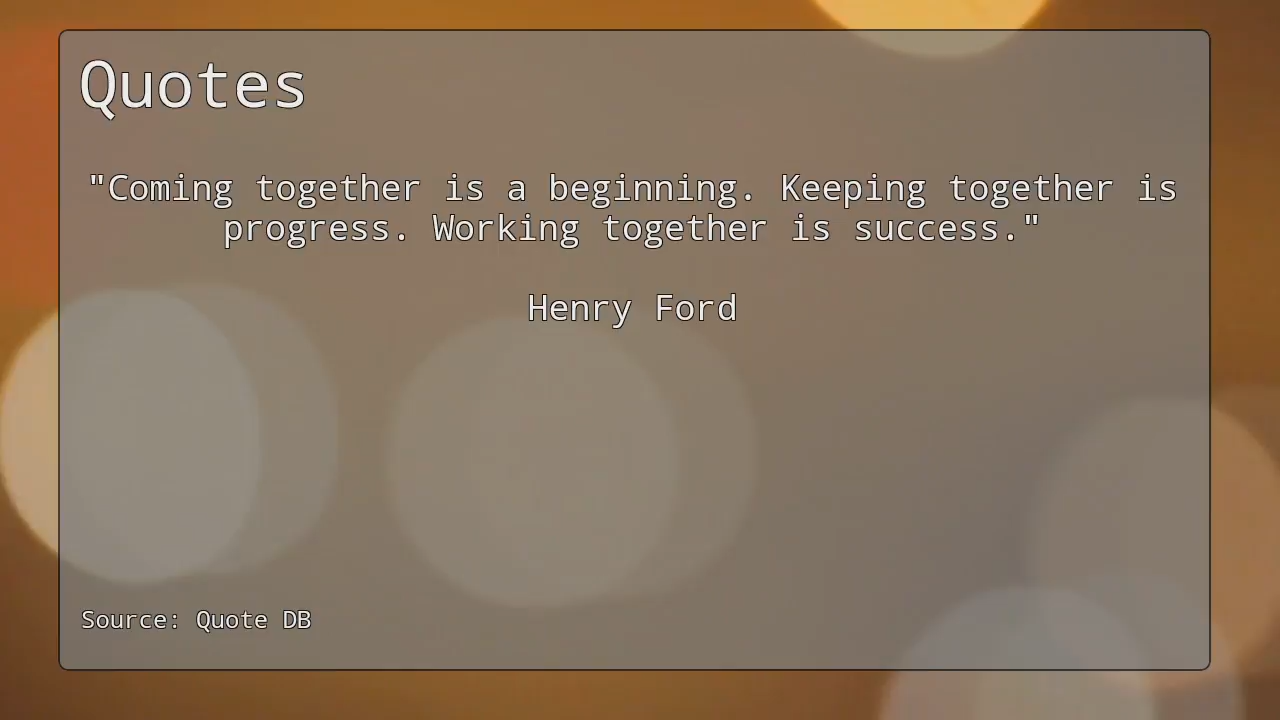 Quotes
"Coming together is a beginning. Keeping together is
progress. Working together is success."
Henry Ford
Source: Quote DB